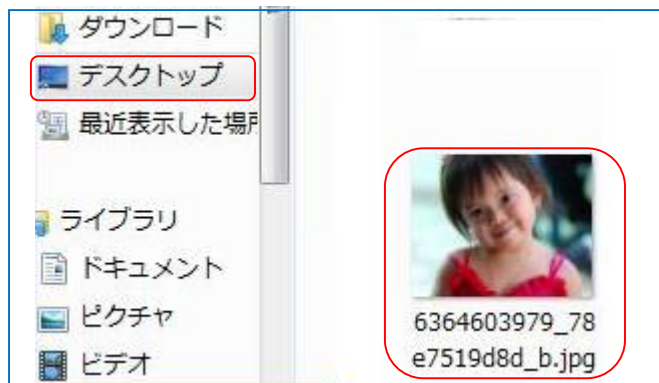 ダウンロード
デスクトップ
最近表示した場所
ライブラリ
ドキュメント
ピクチャ
ビデオ
6364603979_78
e7519d8d_b.jpg